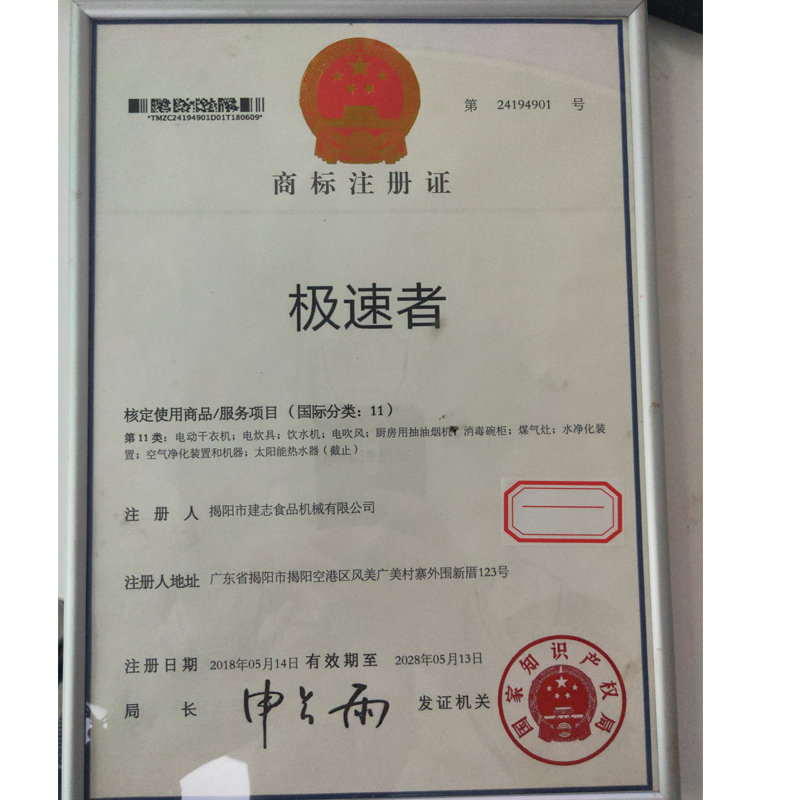 *TMZC24194901D01T180609*
第 24194901 号
商标注册证
极速者
核定使用商品/服务项目（国际分类：11）
第11类：电动干衣机；电炊具；饮水机；电吹风；厨房用抽油烟机；消毒碗柜；煤气灶；水净化装
置；空气净化装置和机器；太阳能热水器（截止）
注 册 人 揭阳市建志食品机械有限公司
注册人地址 广东省揭阳市揭阳空港区风美广美村寨外围新厝123号
注册日期 2018年05月14日 有效期至 2028年05月13日
局 长 申长雨 发证机关
国家知识产权局